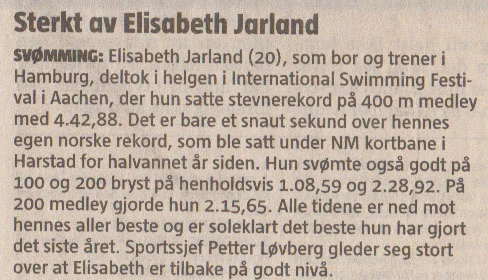 Sterkt av Elisabeth Jarland
SVØMMING: Elisabeth Jarland (20), som bor og trener i
Hamburg, deltok i helgen i International Swimming Festi-
val i Aachen, der hun satte stevnerekord på 400 m medley
med 4.42,88. Det er bare et snaut sekund over hennes
egen norske rekord, som ble satt under NM kortbane i
Harstad for halvannet år siden. Hun svømte også godt på
100 og 200 bryst på henholdsvis 1.08,59 og 2.28,92. På
200 medley gjorde hun 2.15,65. Alle tidene er ned mot
hennes aller beste og er soleklart det beste hun har gjort
det siste året. Sportssjef Petter Løvberg gleder seg stort
over at Elisabeth er tilbake på godt nivå.